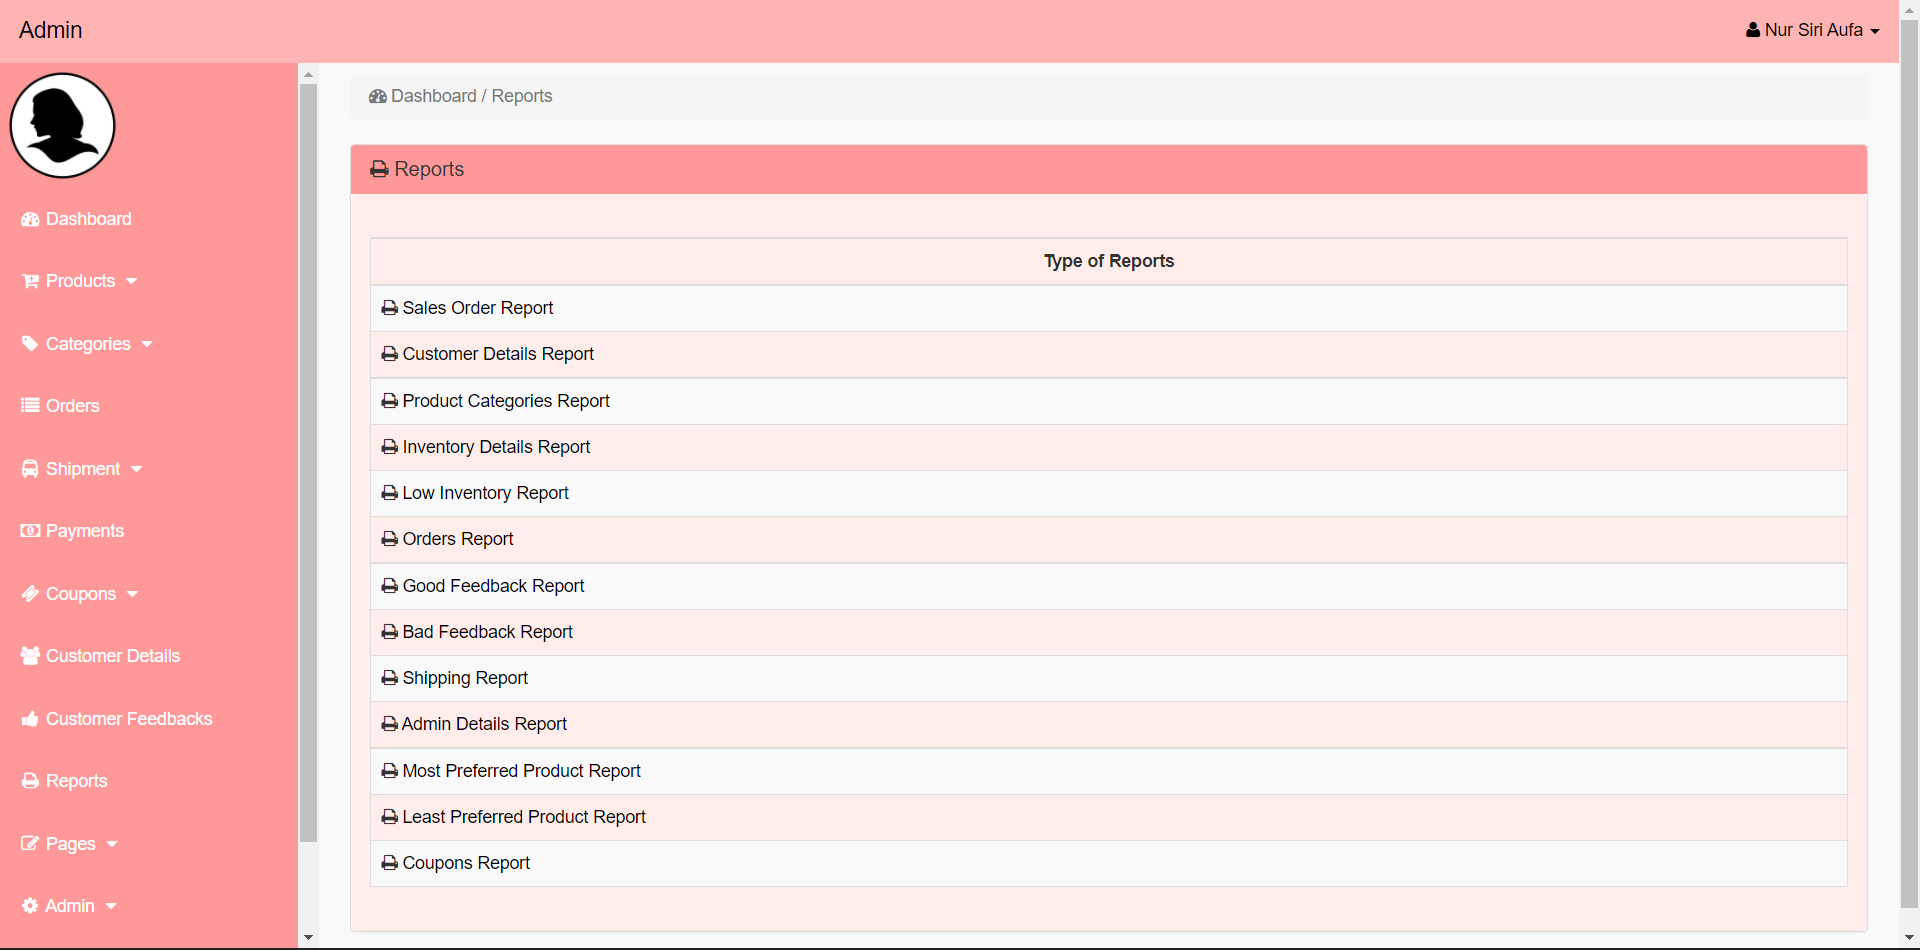 Admin
Nur Siri Aufa
Dashboard
Products
Categories
Orders
Shipment
Payments
Coupons
Customer Details
Customer Feedbacks
Reports
Pages
Admin
Dashboard / Reports
Reports
Type of Reports
Sales Order Report
Customer Details Report
Product Categories Report
Inventory Details Report
Low Inventory Report
Orders Report
Good Feedback Report
Bad Feedback Report
Shipping Report
Admin Details Report
Most Preferred Product Report
Least Preferred Product Report
Coupons Report